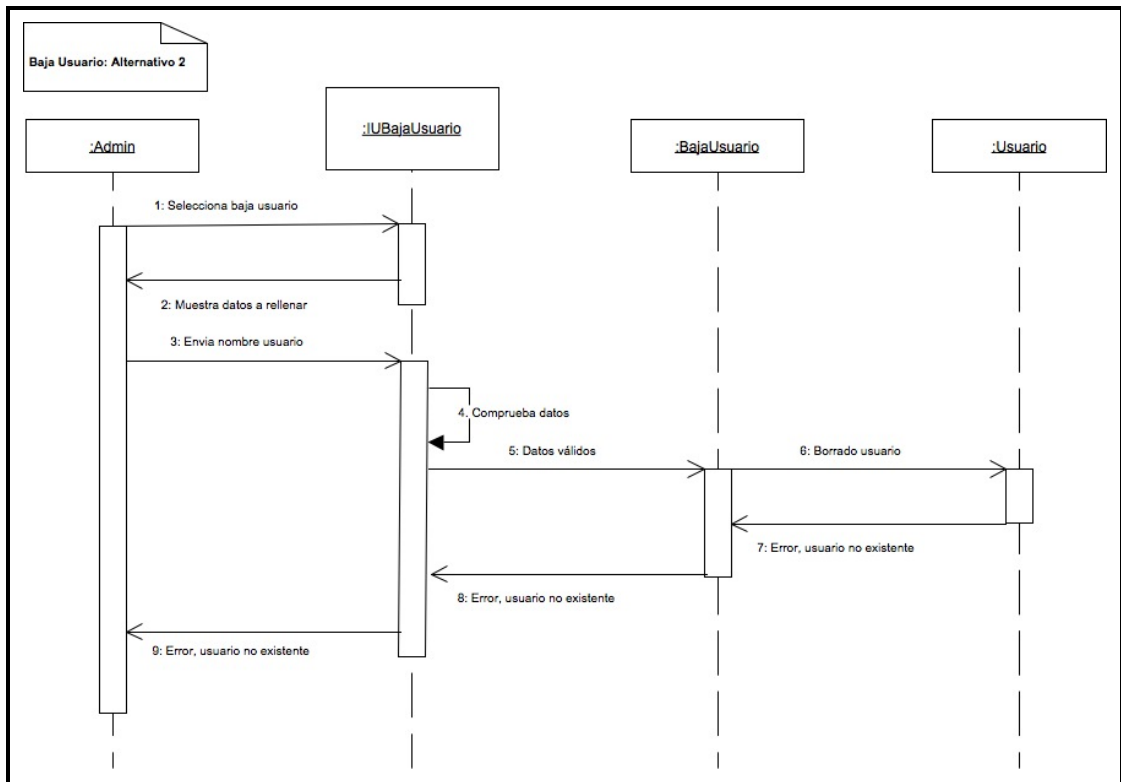 Baja Usuario: Alternativo 2
:Admin
:IUBajaUsuario
:BajaUsuario
:Usuario
1: Selecciona baja usuario
2: Muestra datos a rellenar
3: Envia nombre usuario
4. Comprueba datos
5: Datos válidos
6: Borrado usuario
7: Error, usuario no existente
8: Error, usuario no existente
9: Error, usuario no existente